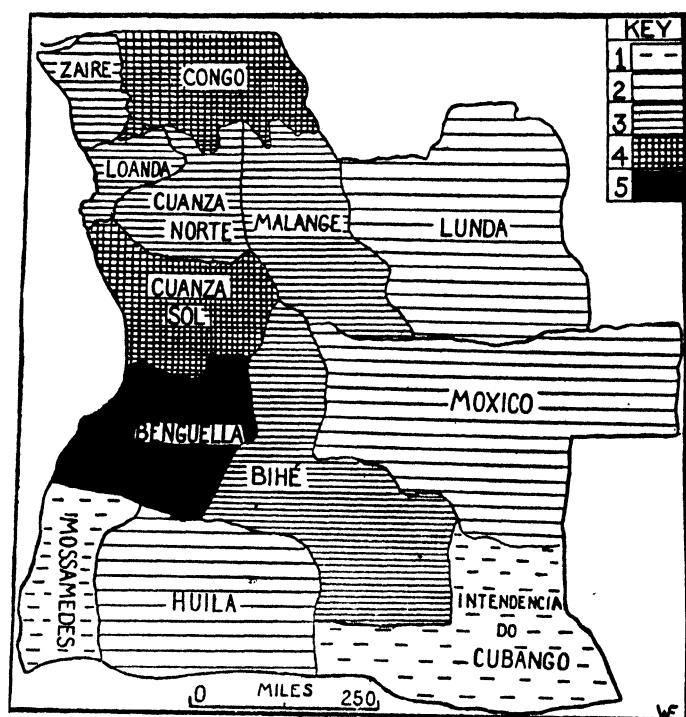 KEY
1
2
3
4
5
ZAIRE
CONGO
LOANDA
CUANZA
NORTE
MALANGE
LUNDA
CUANZA
SOL
MOXICO
BENGUELLA
BIHÉ
MOSSAMEDES
HUILA
INTENDENCIA
DO
CUBANGO
0 MILES 250